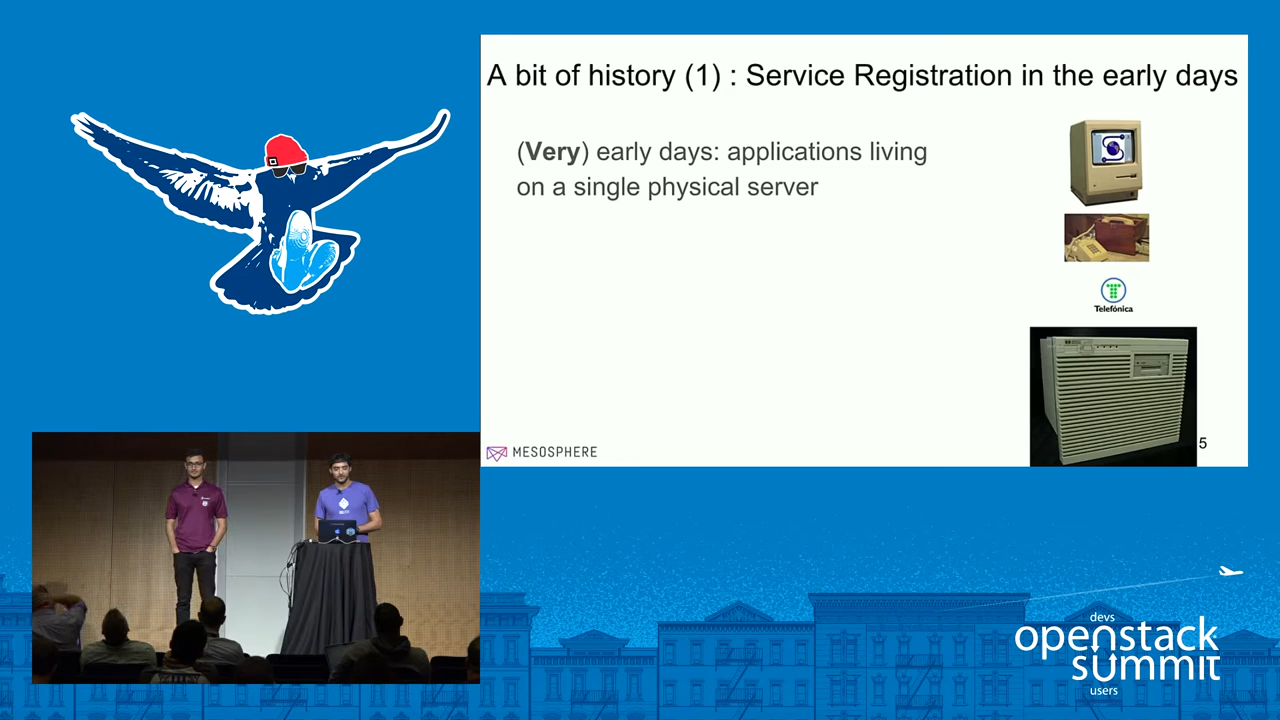 A bit of history (1) : Service Registration in the early days
(Very) early days: applications living
on a single physical server
Telefónica
MESOSPHERE
5
devs
openstack
summit
users